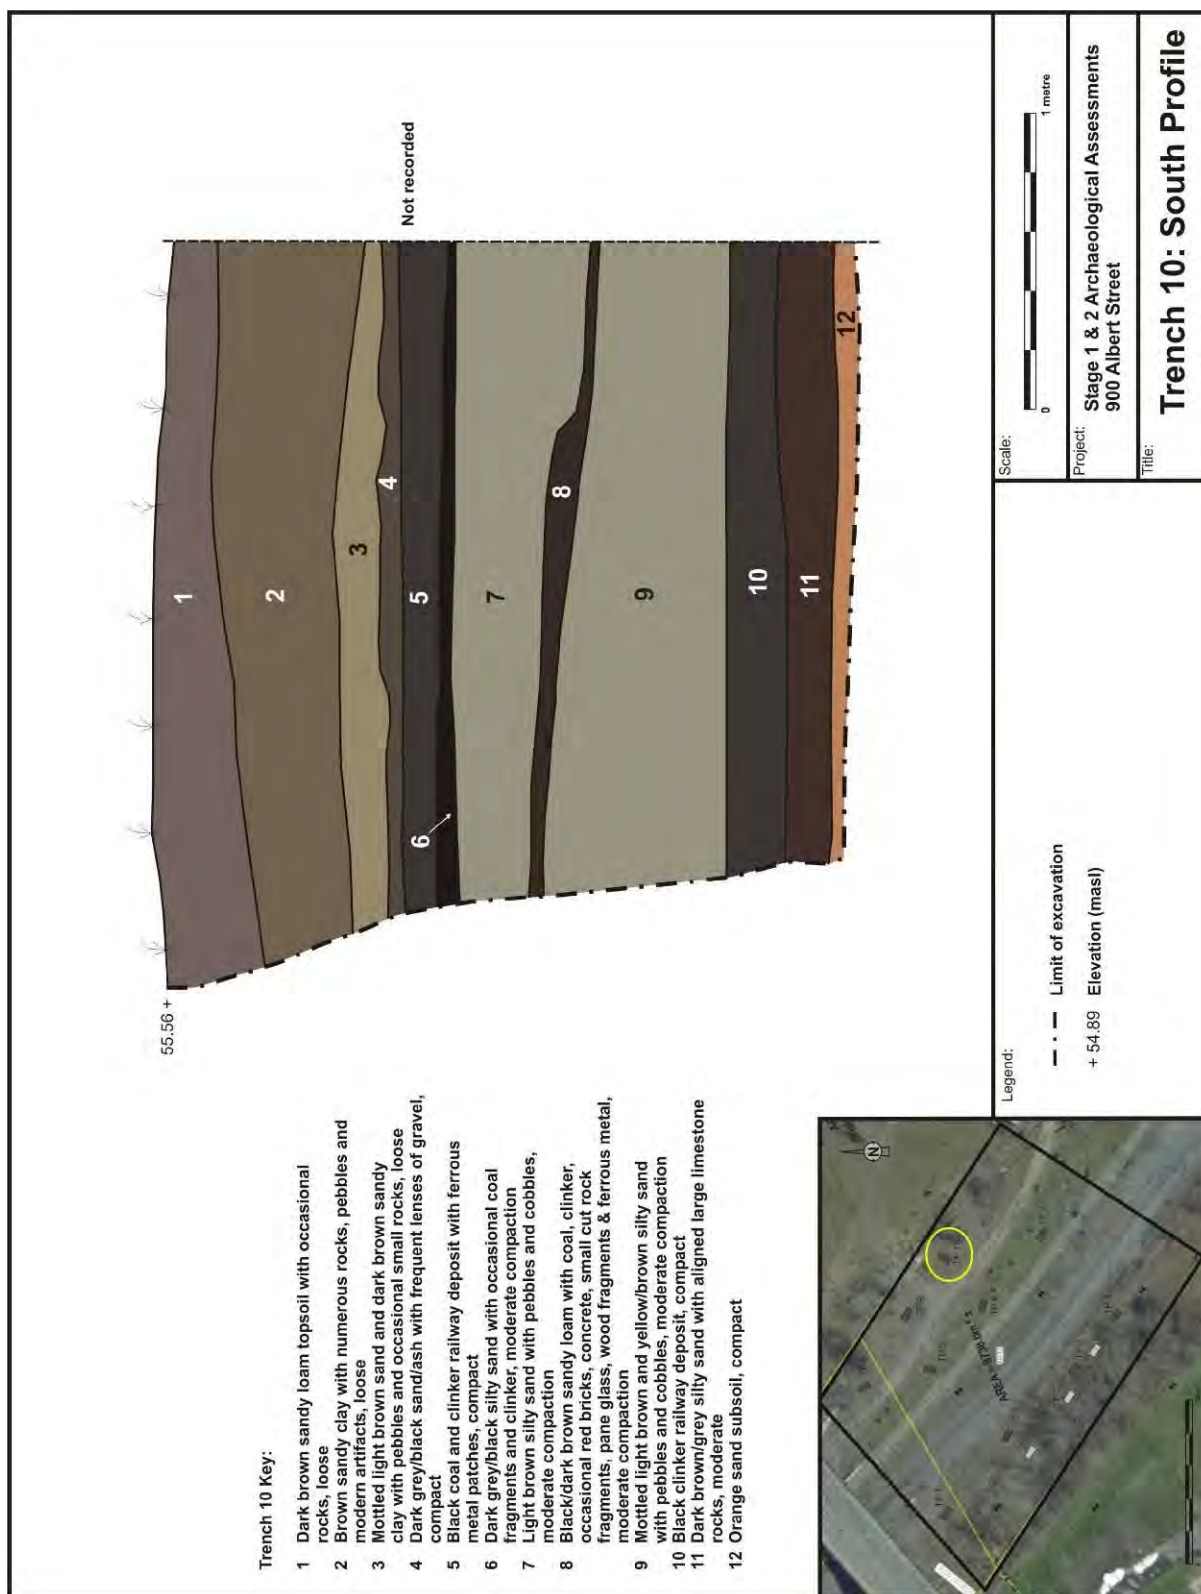 Trench 10 Key:
1 Dark brown sandy loam topsoil with occasional
rocks, loose
2 Brown sandy clay with numerous rocks, pebbles and
modern artifacts, loose
3 Mottled light brown sand and dark brown sandy
clay with pebbles and occasional small rocks, loose
4 Dark grey/black sand/ash with frequent lenses of gravel,
compact
5 Black coal and clinker railway deposit with ferrous
metal patches, compact
6 Dark grey/black silty sand with occasional coal
fragments and clinker, moderate compaction
7 Light brown silty sand with pebbles and cobbles,
moderate compaction
8 Black/dark brown sandy loam with coal, clinker,
occasional red bricks, concrete, small cut rock
fragments, pane glass, wood fragments & ferrous metal,
moderate compaction
9 Mottled light brown and yellow/brown silty sand
with pebbles and cobbles, moderate compaction
10 Black clinker railway deposit, compact
11 Dark brown/grey silty sand with aligned large limestone
rocks, moderate
12 Orange sand subsoil, compact
55.56 +
1
2
3
4
5
6
7
8
9
10
11
12
Not recorded
N
Legend:
Limit of excavation
+ 54.89 Elevation (masl)
Scale:
0 1 metre
Project:
Stage 1 & 2 Archaeological Assessments
900 Albert Street
Title:
Trench 10: South Profile